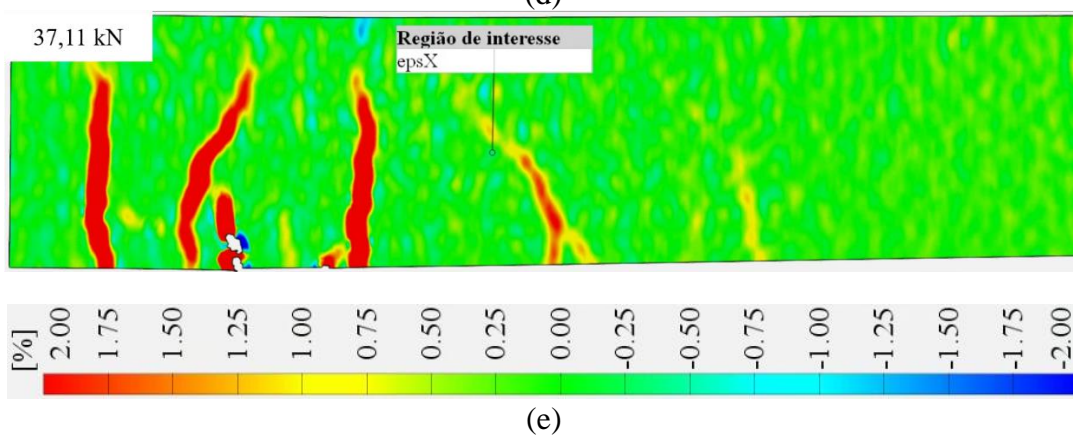 (d)
37,11 kN
Região de interesse
epsX
[%] 2.00 1.75 1.50 1.25 1.00 0.75 0.50 0.25 0.00 -0.25 -0.50 -0.75 -1.00 -1.25 -1.50 -1.75 -2.00
(e)